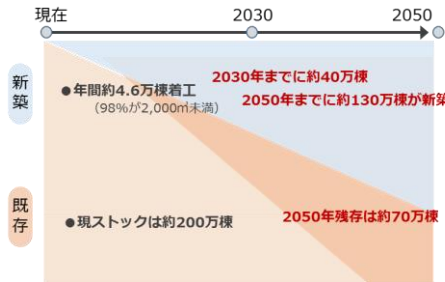 現在 2030 2050
新築
●年間約4.6万棟着工
(98%が2,000㎡未満)
2030年までに約40万棟
2050年までに約130万棟が新築
既存
●現ストックは約200万棟
2050年残存は約70万棟